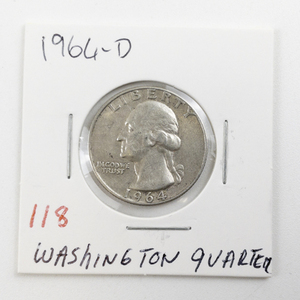 1964-D
LIBERTY
IN GOD WE
TRUST
1964
118
WASHINGTON QUARTER